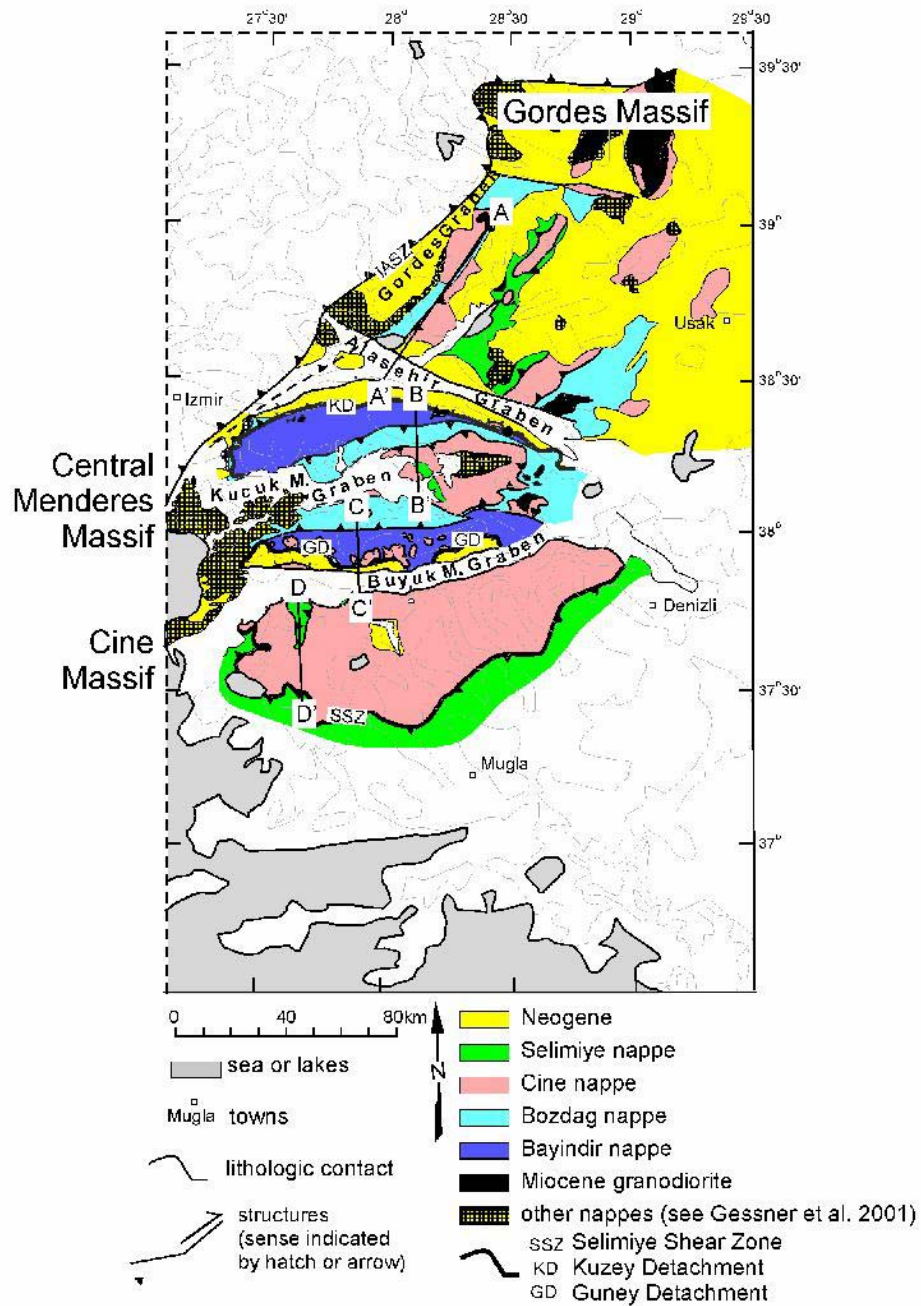 27°30'
28°
28°30'
29°
29°30'
39°30'
Gordes Massif
A
39°
IASZ
Gordes Graben
Usak
Alasehir Graben
A' B
38°30'
Izmir
KD
Central
Menderes
Massif
Kucuk M. Graben
B'
C
38°
GD
GD
Buyuk M. Graben
D
C'
Denizli
Cine
Massif
37°30'
D'
SSZ
Mugla
37°
0 40 80km
sea or lakes
Mugla towns
lithologic contact
structures
(sense indicated
by hatch or arrow)
N
Neogene
Selimiye nappe
Cine nappe
Bozdag nappe
Bayindir nappe
Miocene granodiorite
other nappes (see Gessner et al. 2001)
SSZ Selimiye Shear Zone
KD Kuzey Detachment
GD Guney Detachment